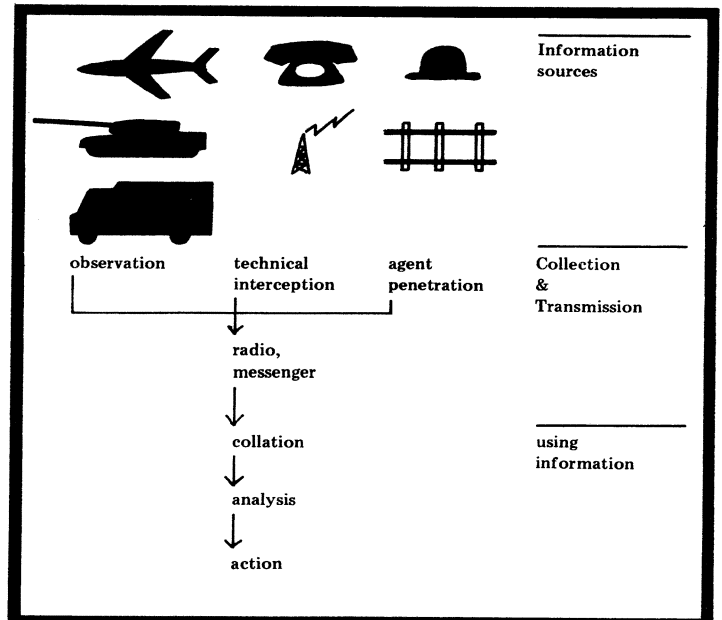 Information
sources
observation
technical
interception
agent
penetration
Collection
&
Transmission
radio,
messenger
collation
using
information
analysis
action